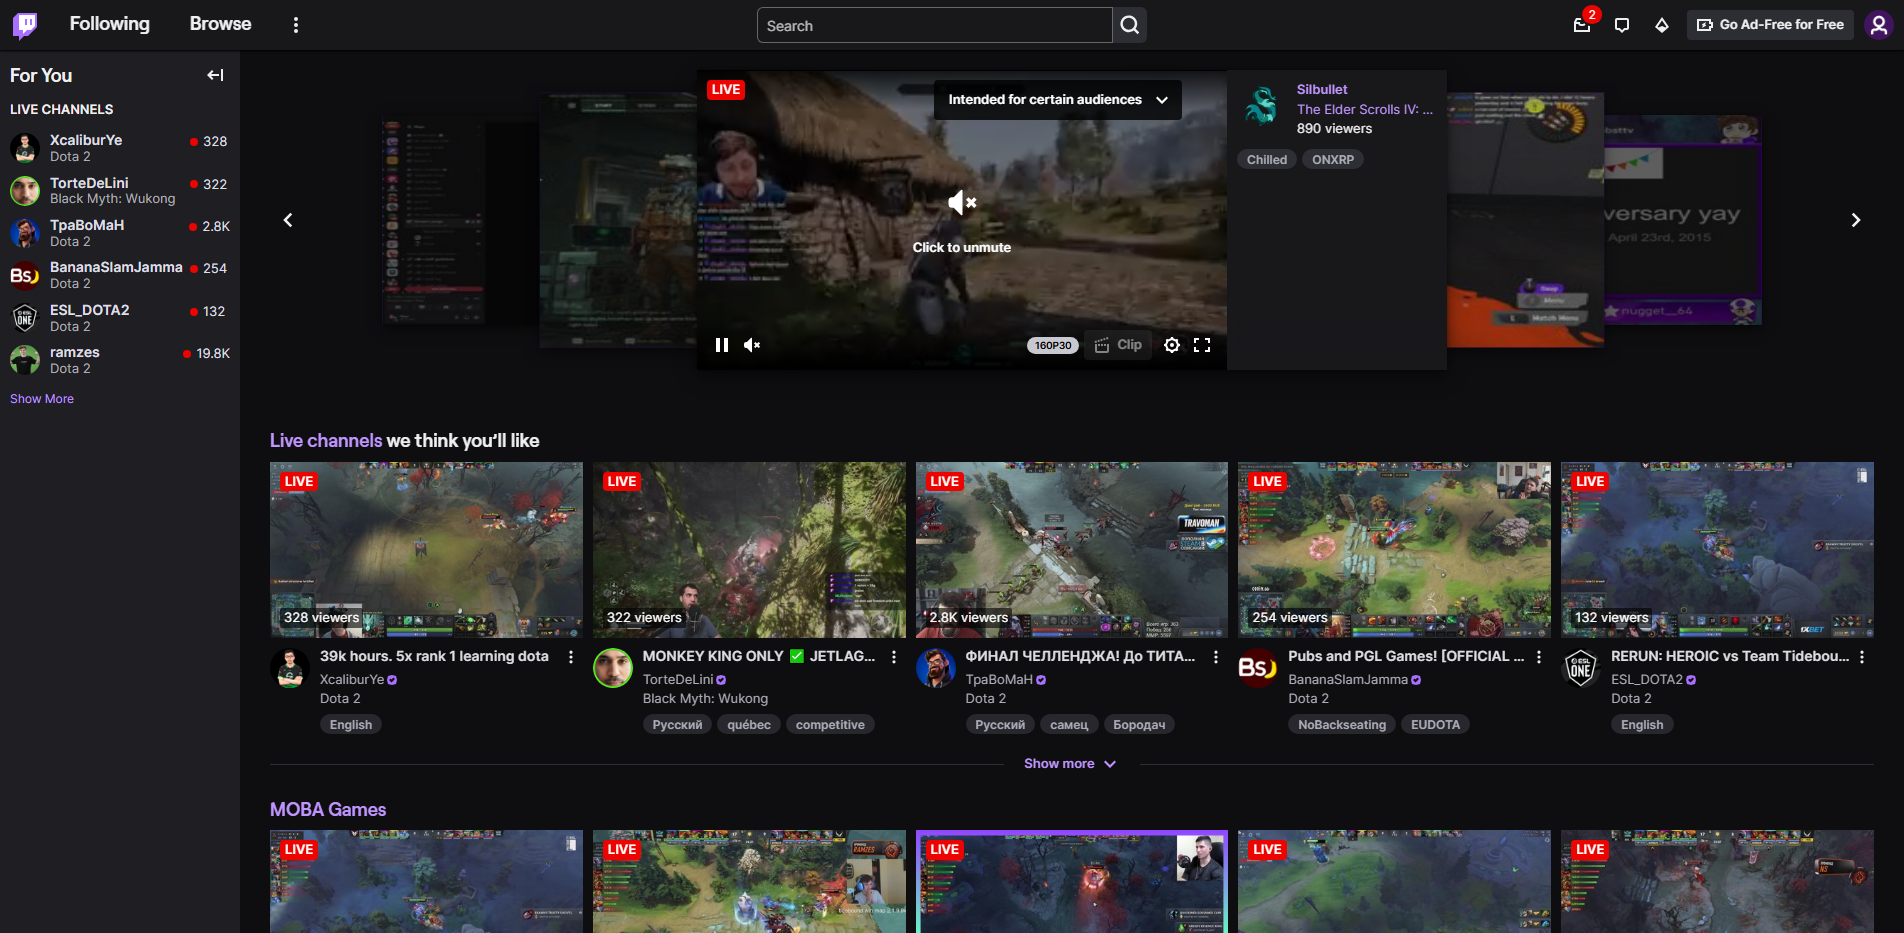 Following
Browse
Search
2
Go Ad-Free for Free
For You
LIVE CHANNELS
XcaliburYe
328
Dota 2
TorteDeLini
322
Black Myth: Wukong
TpaBoMaH
2.8K
Dota 2
BananaSlamJamma
254
Dota 2
ESL_DOTA2
132
Dota 2
ramzes
19.8K
Dota 2
Show More
LIVE
Intended for certain audiences
Click to unmute
160P30
Clip
Silbullet
The Elder Scrolls IV: ...
890 viewers
Chilled
ONXRP
versary yay
April 23rd, 2015
nugget__64
Live channels we think you'll like
LIVE
328 viewers
39k hours. 5x rank 1 learning dota
XcaliburYe
Dota 2
English
LIVE
322 viewers
MONKEY KING ONLY ✅ JETLAG...
TorteDeLini
Black Myth: Wukong
Русский
québec
competitive
LIVE
TRAVOMAN
2.8K viewers
ФИНАЛ ЧЕЛЛЕНДЖА! До ТИТА...
TpaBoMaH
Dota 2
Русский
самец
Бородач
LIVE
254 viewers
Bs
Pubs and PGL Games! [OFFICIAL ...
BananaSlamJamma
Dota 2
NoBackseating
EUDOTA
LIVE
132 viewers
1XBET
ESL
ONE
RERUN: HEROIC vs Team Tidebou...
ESL_DOTA2
Dota 2
English
Show more
MOBA Games
LIVE
LIVE
RAMZES
LIVE
LIVE
LIVE